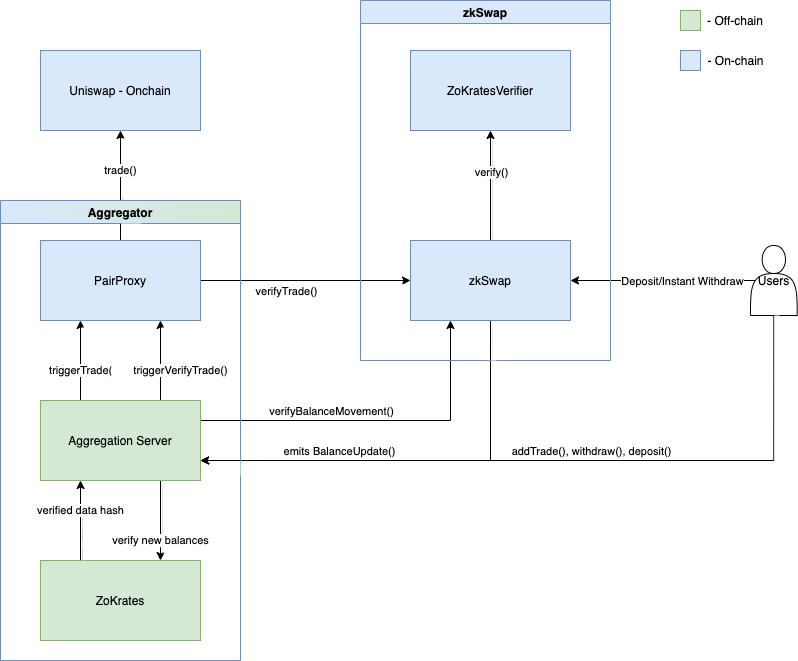 zkSwap
- Off-chain
- On-chain
Uniswap - Onchain
ZoKratesVerifier
trade()
verify()
Aggregator
PairProxy
verifyTrade()
zkSwap
Deposit/Instant Withdraw
Users
triggerTrade(
triggerVerifyTrade()
verifyBalanceMovement()
Aggregation Server
emits BalanceUpdate()
addTrade(), withdraw(), deposit()
verified data hash
verify new balances
ZoKrates